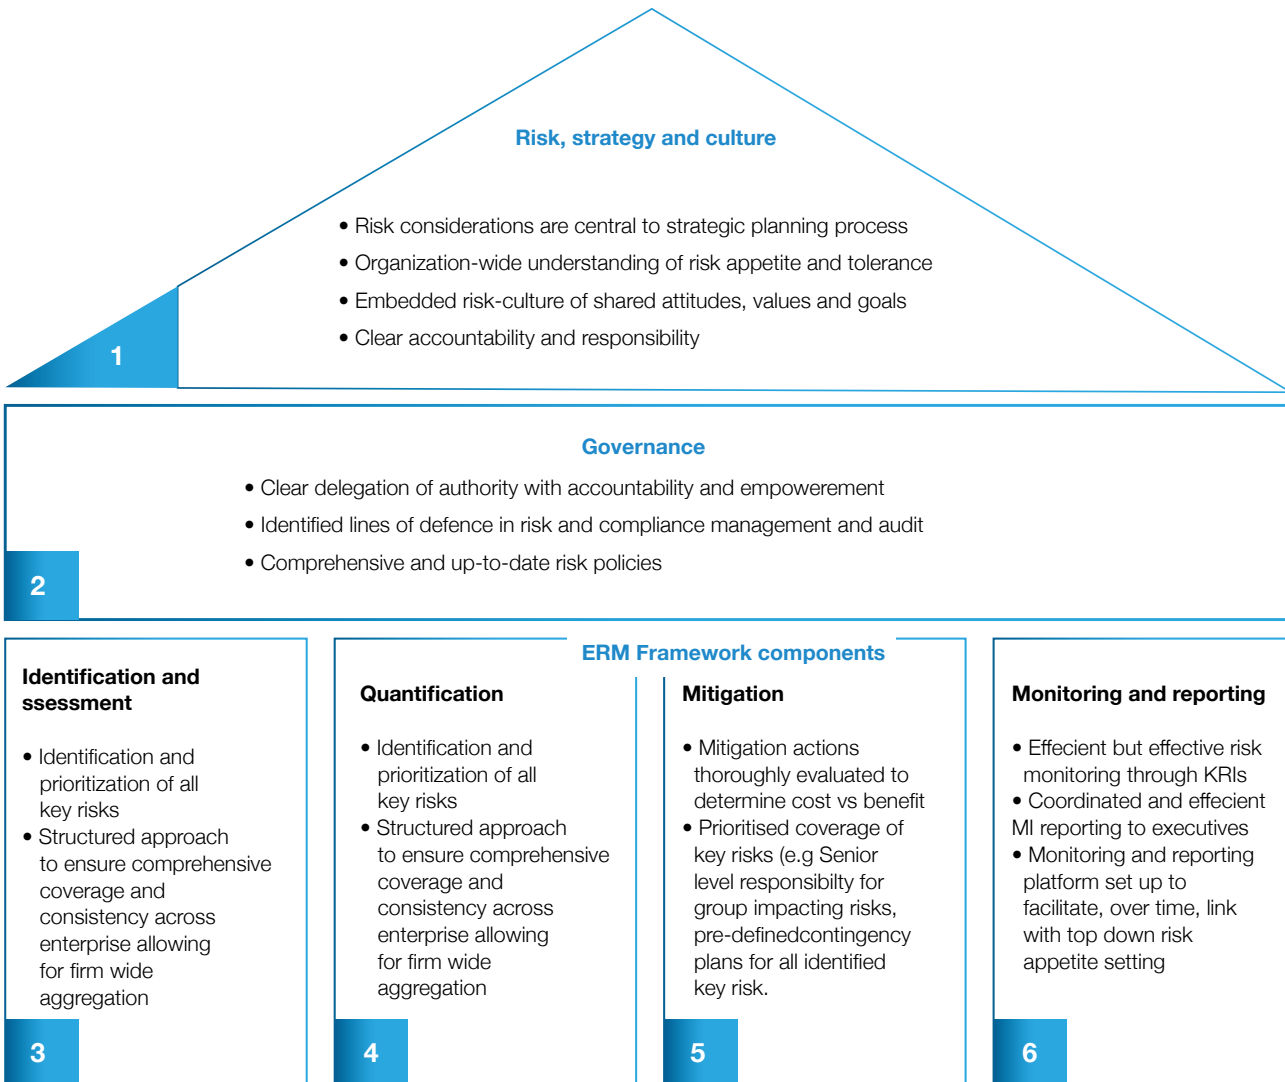 Risk, strategy and culture
• Risk considerations are central to strategic planning process
• Organization-wide understanding of risk appetite and tolerance
• Embedded risk-culture of shared attitudes, values and goals
• Clear accountability and responsibility
1
Governance
• Clear delegation of authority with accountability and empowerement
• Identified lines of defence in risk and compliance management and audit
• Comprehensive and up-to-date risk policies
2
ERM Framework components
Identification and
ssessment
• Identification and
prioritization of all
key risks
• Structured approach
to ensure comprehensive
coverage and
consistency across
enterprise allowing
for firm wide
aggregation
3
Quantification
• Identification and
prioritization of all
key risks
• Structured approach
to ensure comprehensive
coverage and
consistency across
enterprise allowing
for firm wide
aggregation
4
Mitigation
• Mitigation actions
thoroughly evaluated to
determine cost vs benefit
• Prioritised coverage of
key risks (e.g Senior
level responsibilty for
group impacting risks,
pre-definedcontingency
plans for all identified
key risk.
5
Monitoring and reporting
• Effecient but effective risk
monitoring through KRIs
• Coordinated and effecient
MI reporting to executives
• Monitoring and reporting
platform set up to
facilitate, over time, link
with top down risk
appetite setting
6